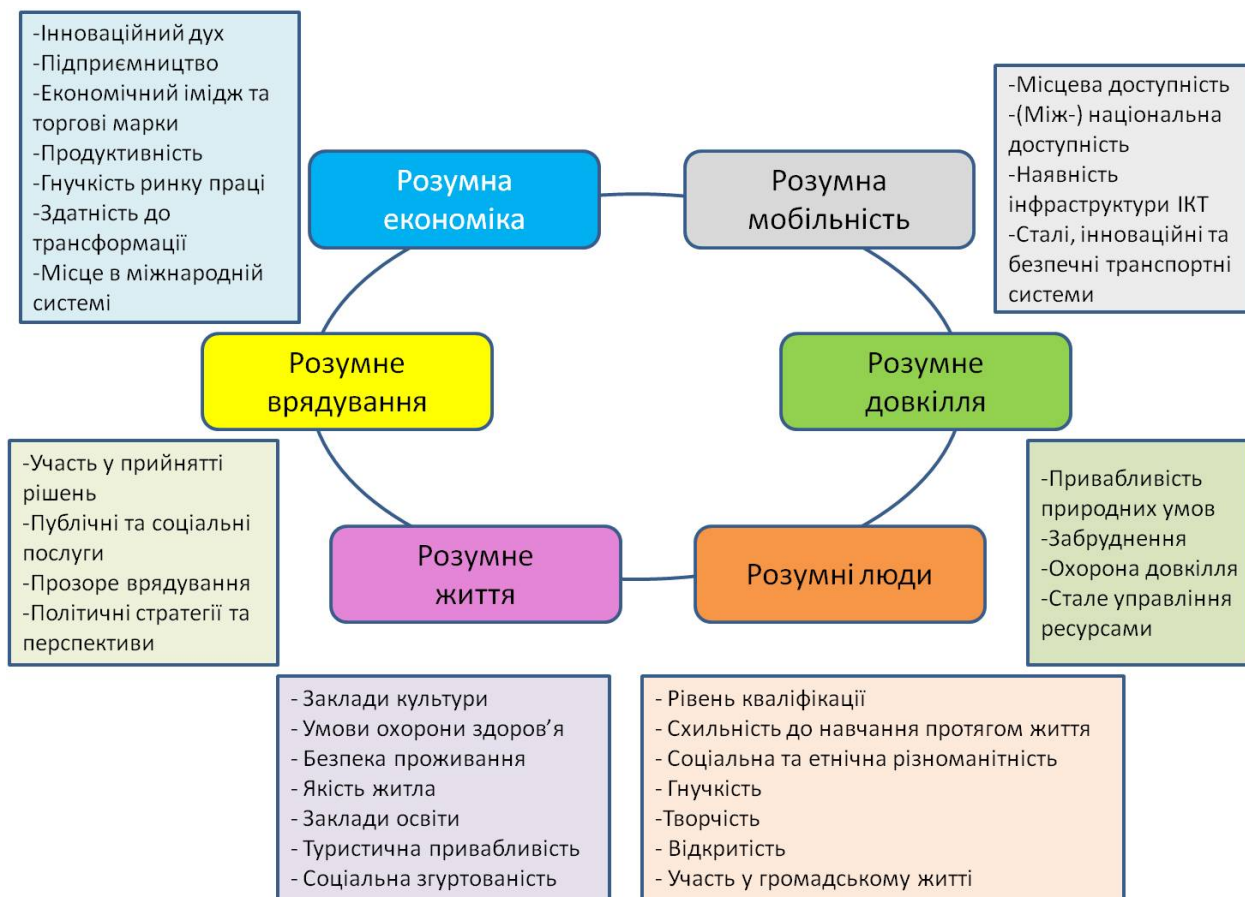 -Інноваційний дух
-Підприємництво
-Економічний імідж та
торгові марки
-Продуктивність
-Гнучкість ринку праці
-Здатність до
трансформації
-Місце в міжнародній
системі
Розумна
економіка
Розумна
мобільність
-Місцева доступність
-(Між-) національна
доступність
-Наявність
інфраструктури ІКТ
-Сталі, інноваційні та
безпечні транспортні
системи
Розумне
врядування
Розумне
довкілля
-Участь у прийнятті
рішень
-Публічні та соціальні
послуги
-Прозоре врядування
-Політичні стратегії та
перспективи
Розумне
життя
Розумні люди
-Привабливість
природних умов
-Забруднення
-Охорона довкілля
-Стале управління
ресурсами
- Заклади культури
- Умови охорони здоров’я
- Безпека проживання
- Якість житла
- Заклади освіти
- Туристична привабливість
- Соціальна згуртованість
- Рівень кваліфікації
- Схильність до навчання протягом життя
- Соціальна та етнічна різноманітність
- Гнучкість
-Творчість
- Відкритість
- Участь у громадському житті